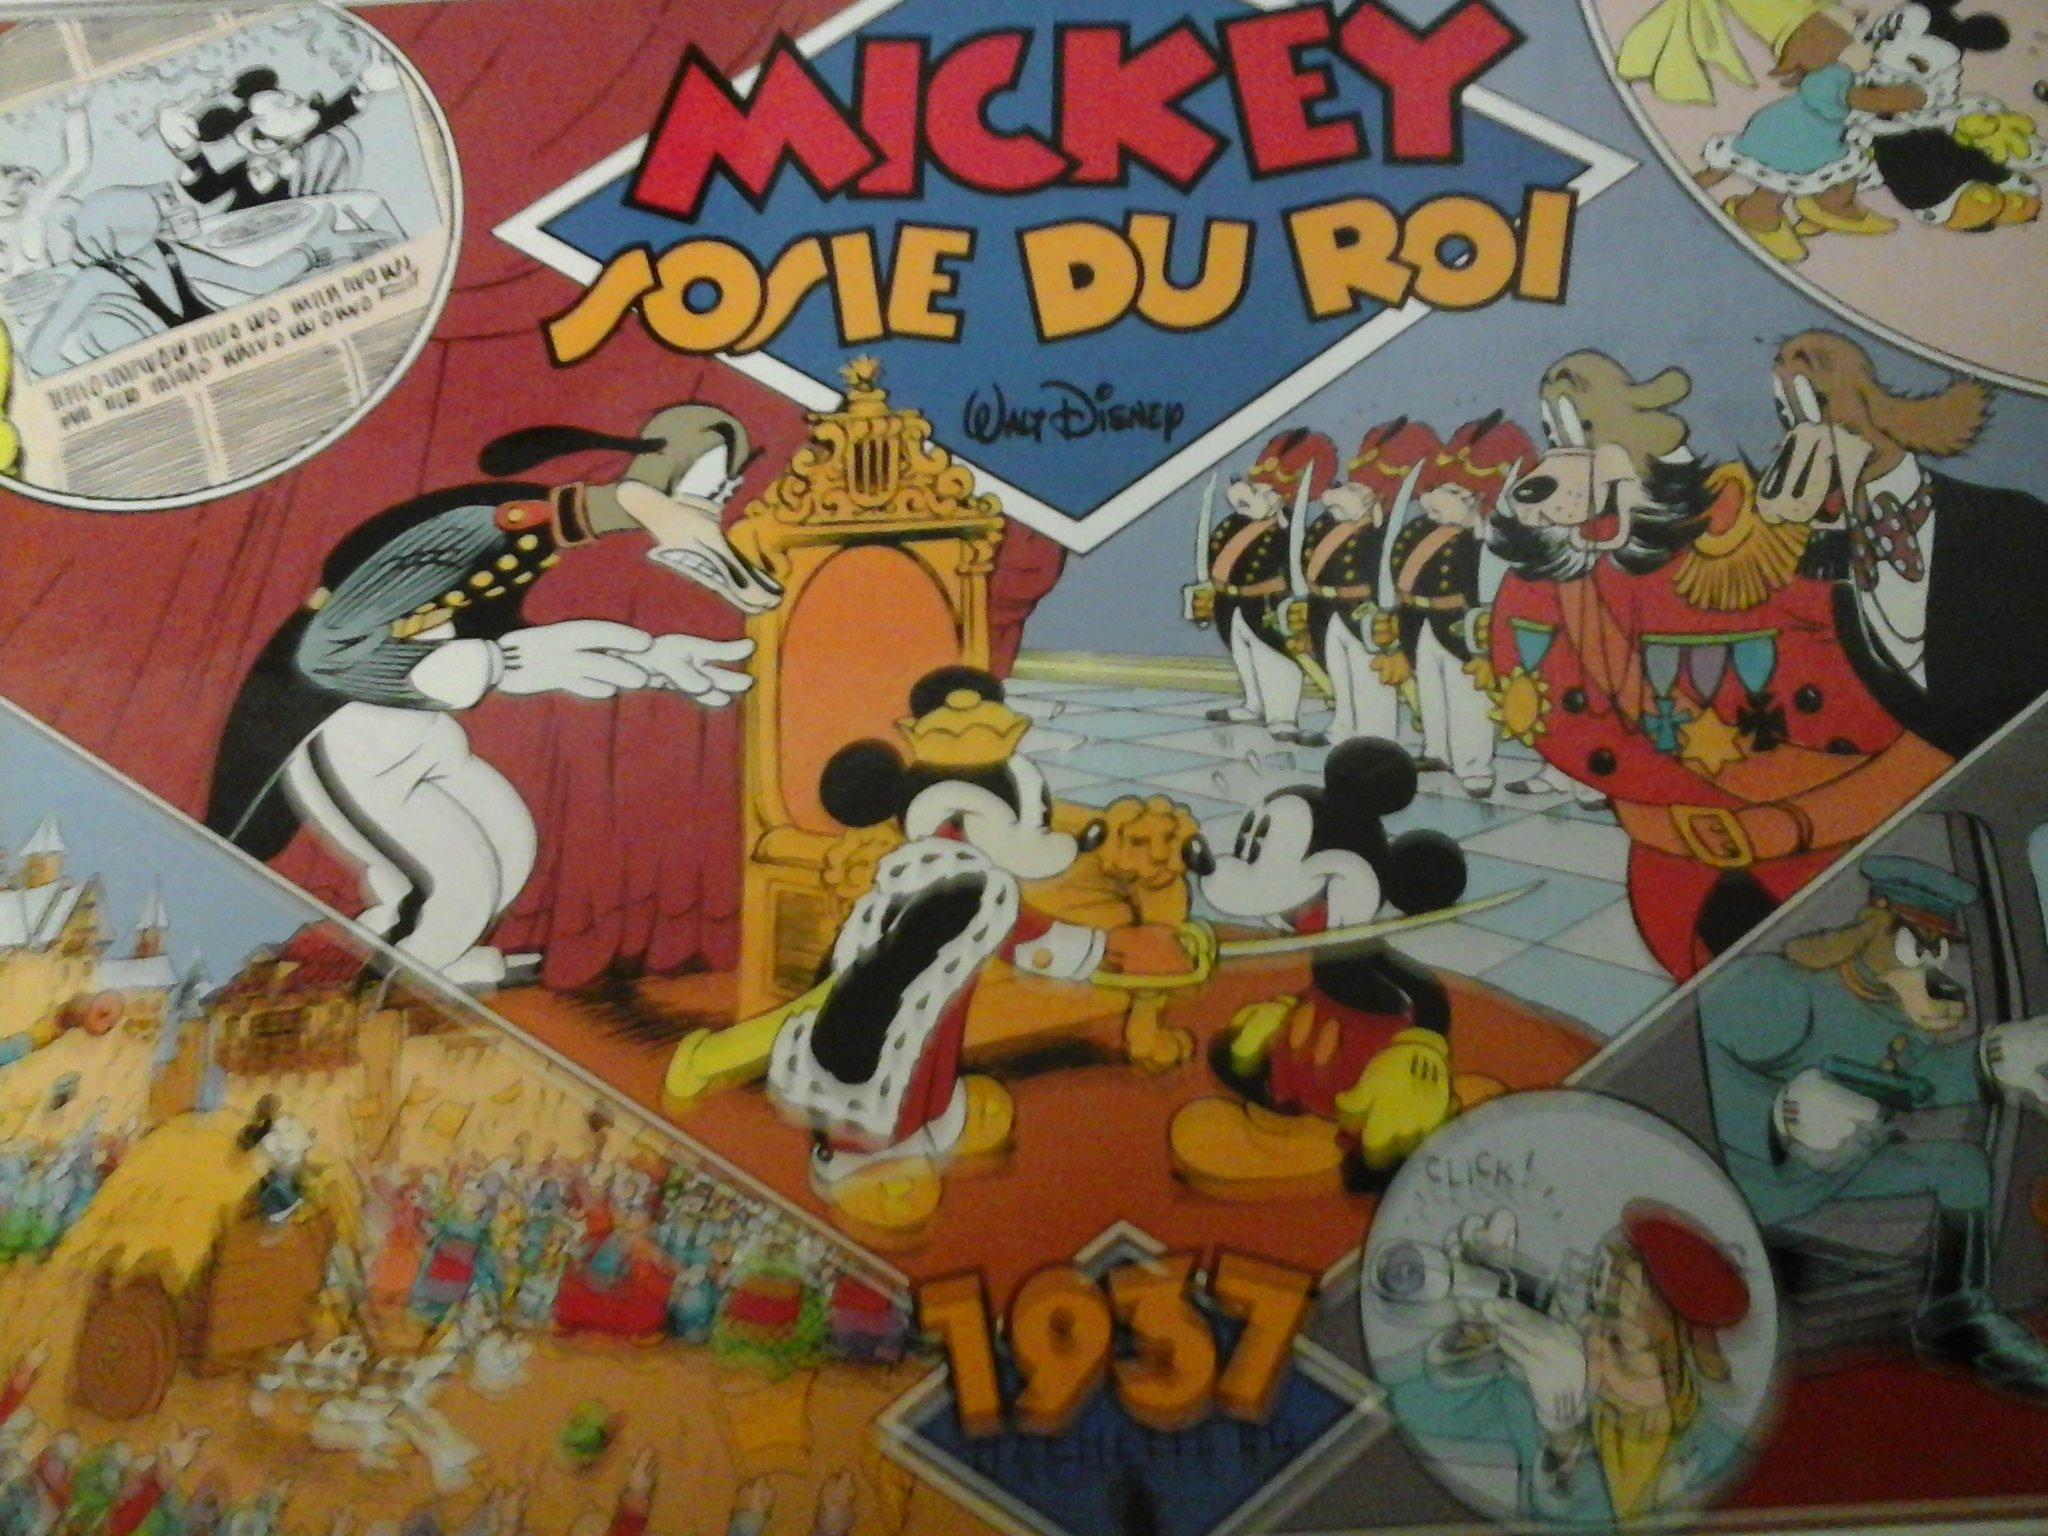 MICKEY
SOSIE DU ROI
WALT DISNEY
CLICK!
1937